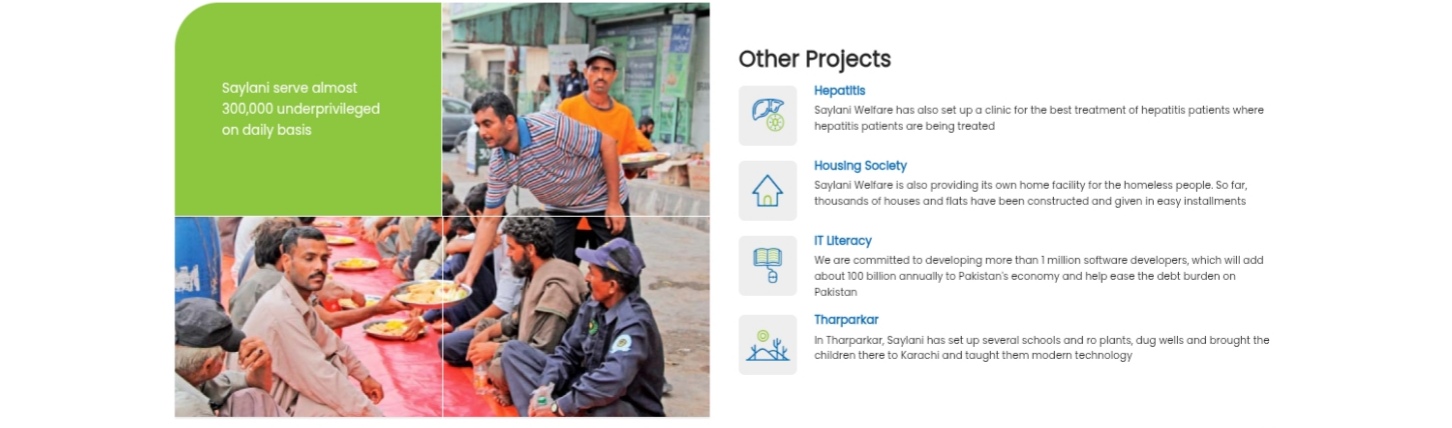 Saylani serve almost
300,000 underprivileged
on daily basis
Other Projects
Hepatitis
Saylani Welfare has also set up a clinic for the best treatment of hepatitis patients where
hepatitis patients are being treated
Housing Society
Saylani Welfare is also providing its own home facility for the homeless people. So far,
thousands of houses and flats have been constructed and given in easy installments
IT Literacy
We are committed to developing more than 1 million software developers, which will add
about 100 billion annually to Pakistan's economy and help ease the debt burden on
Pakistan
Tharparkar
In Tharparkar, Saylani has set up several schools and ro plants, dug wells and brought the
children there to Karachi and taught them modern technology